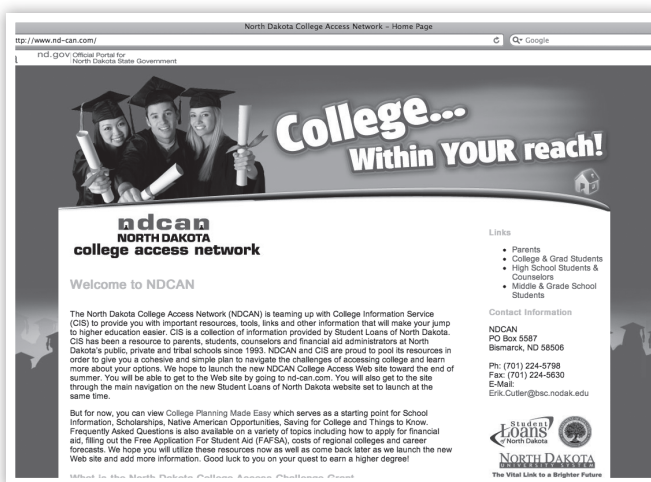 North Dakota College Access Network – Home Page
ttp://www.nd-can.com/
Google
nd.gov Official Portal for
North Dakota State Government
College...
Within YOUR reach!
ndcan
NORTH DAKOTA
college access network
Welcome to NDCAN
The North Dakota College Access Network (NDCAN) is teaming up with College Information Service
(CIS) to provide you with important resources, tools, links and other information that will make your jump
to higher education easier. CIS is a collection of information provided by Student Loans of North Dakota.
CIS has been a resource to parents, students, counselors and financial aid administrators at North
Dakota's public, private and tribal schools since 1993. NDCAN and CIS are proud to pool its resources in
order to give you a cohesive and simple plan to navigate the challenges of accessing college and learn
more about your options. We hope to launch the new NDCAN College Access Web site toward the end of
summer. You will be able to get to the Web site by going to nd-can.com. You will also get to the site
through the main navigation on the new Student Loans of North Dakota website set to launch at the
same time.
But for now, you can view College Planning Made Easy which serves as a starting point for School
Information, Scholarships, Native American Opportunities, Saving for College and Things to Know.
Frequently Asked Questions is also available on a variety of topics including how to apply for financial
aid, filling out the Free Application For Student Aid (FAFSA), costs of regional colleges and career
forecasts. We hope you will utilize these resources now as well as come back later as we launch the new
Web site and add more information. Good luck to you on your quest to earn a higher degree!
What is the North Dakota College Access Challenge Grant
Links
Parents
College & Grad Students
High School Students &
Counselors
Middle & Grade School
Students
Contact Information
NDCAN
PO Box 5587
Bismarck, ND 58506
Ph: (701) 224-5798
Fax: (701) 224-5630
E-Mail:
Erik.Cutler@bsc.nodak.edu
Student
Loans
of North Dakota
NORTH DAKOTA
UNIVERSITY SYSTEM
The Vital Link to a Brighter Future